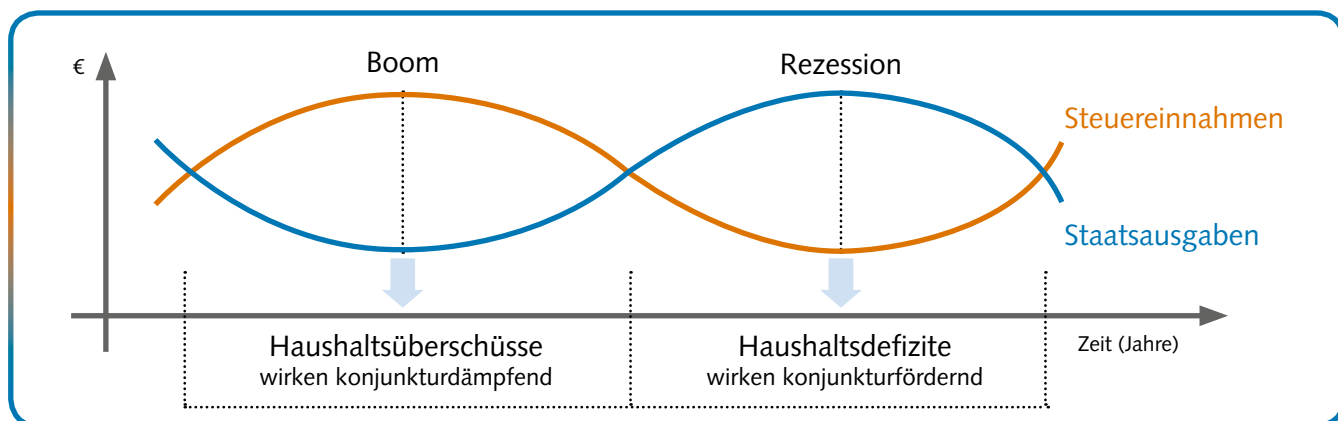 €
Boom
Rezession
Steuereinnahmen
Staatsausgaben
Haushaltsüberschüsse
wirken konjunkturdämpfend
Haushaltsdefizite
wirken konjunkturfördernd
Zeit (Jahre)